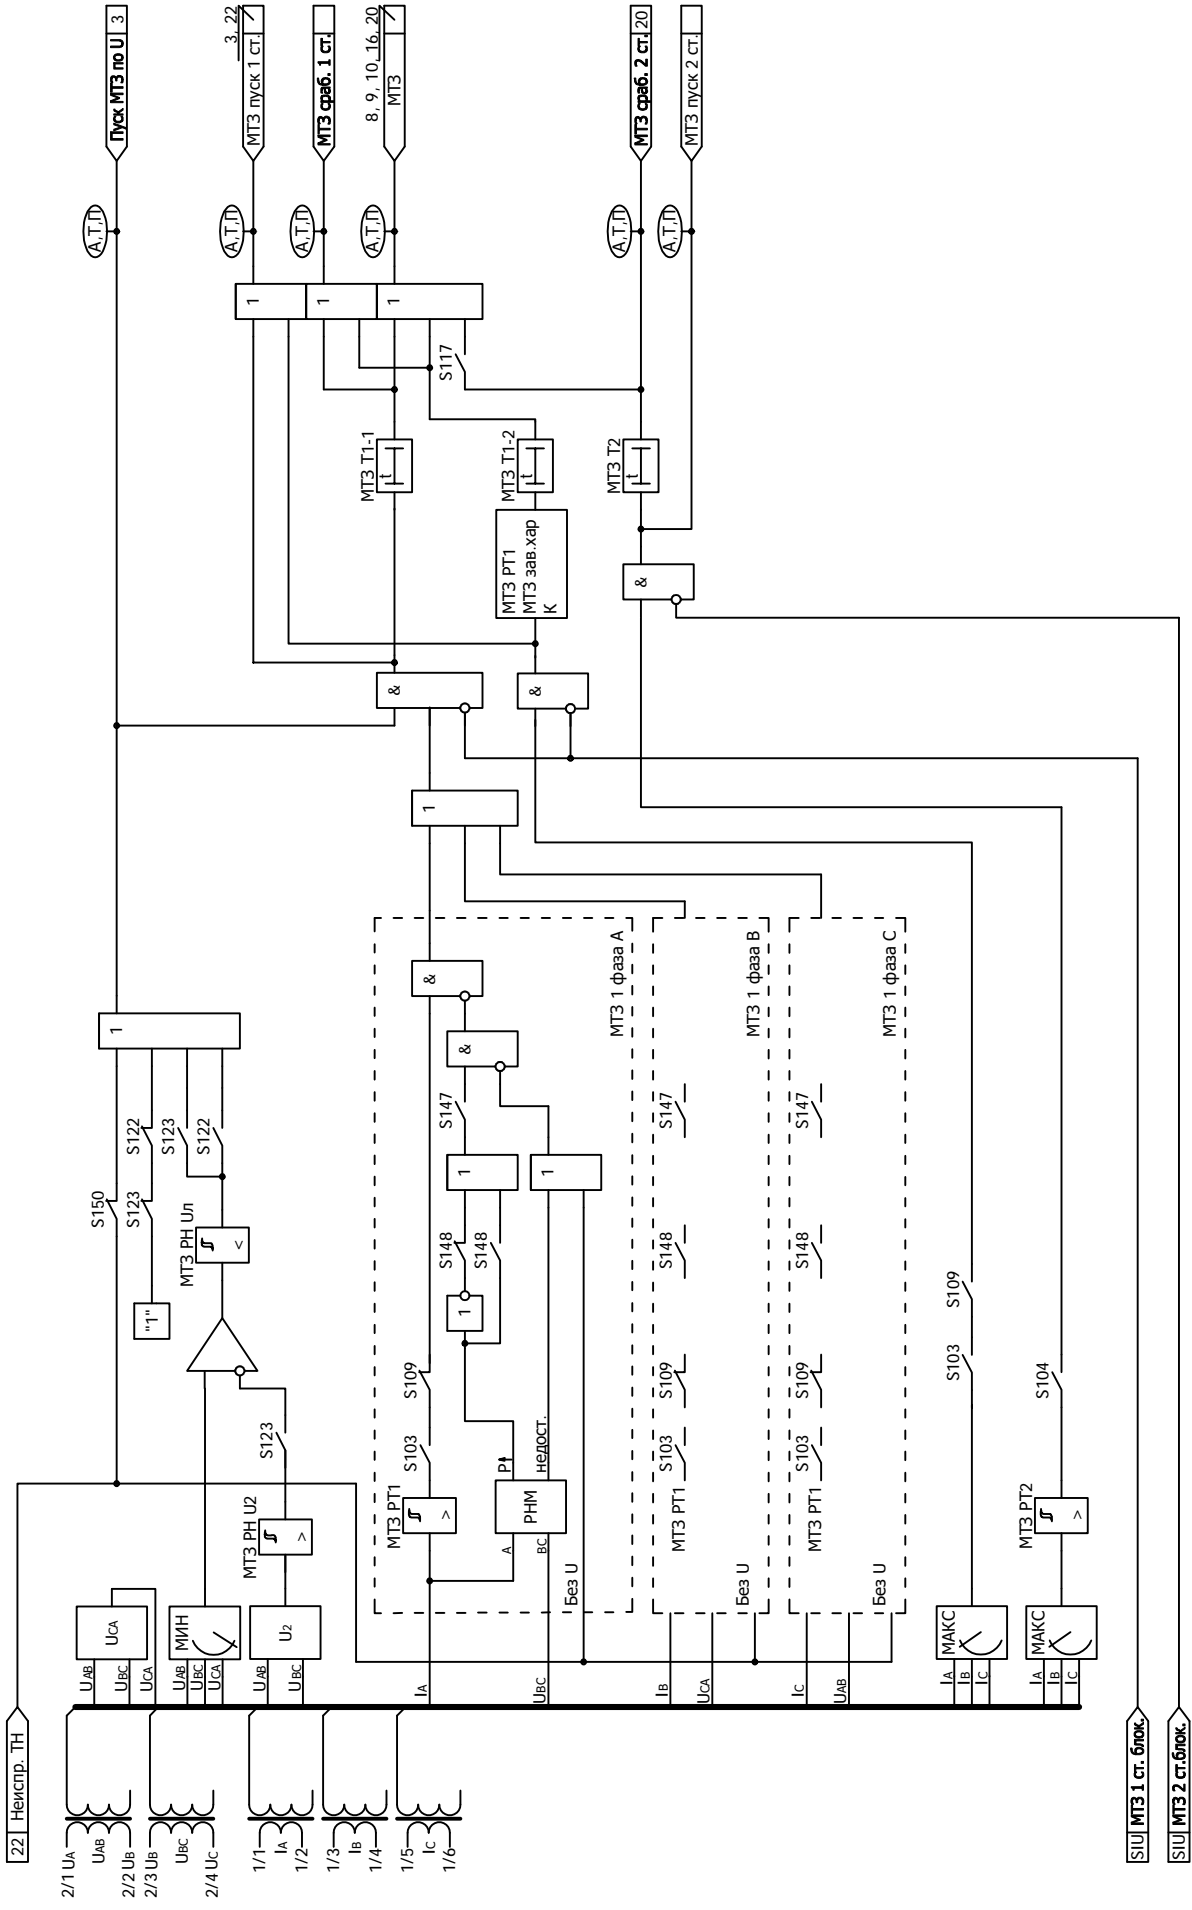 22 Неиспр. ТН
2/1 UA
UAB
2/2 UB
2/3 UB
UBC
2/4 UC
1/1
IA
1/2
1/3
IB
1/4
1/5
IC
1/6
SIU МТЗ 1 ст. блок.
SIU МТЗ 2 ст.блок.
UAB
UBC
UCA
UCA
UAB
UBC
UCA
МИН
UAB
UBC
U2
IA
UBC
IB
UCA
IC
UAB
IA
IB
IC
МАКС
IA
IB
IC
МАКС
МТЗ РН U2
>
S123
"1"
МТЗ РН Uл
<
S150
S123
S122
S123
S122
1
МТЗ РТ1
>
S103
S109
A
BC
РНМ
P
недост.
Без U
1
S148
S148
1
1
S147
&
&
МТЗ 1 фаза А
Без U
МТЗ РТ1
S103
S109
S148
S147
МТЗ 1 фаза В
Без U
МТЗ РТ1
S103
S109
S148
S147
МТЗ 1 фаза С
S103
S109
МТЗ РТ2
>
S104
1
&
&
&
МТЗ РТ1
МТЗ зав.хар
К
МТЗ Т1-1
t
МТЗ Т1-2
t
МТЗ Т2
t
S117
1
1
1
А,Т,П
А,Т,П
А,Т,П
А,Т,П
А,Т,П
А,Т,П
Пуск МТЗ по U 3
МТЗ пуск 1 ст.
3, 22
МТЗ сраб. 1 ст.
МТЗ
8, 9, 10, 16, 20
МТЗ сраб. 2 ст. 20
МТЗ пуск 2 ст.